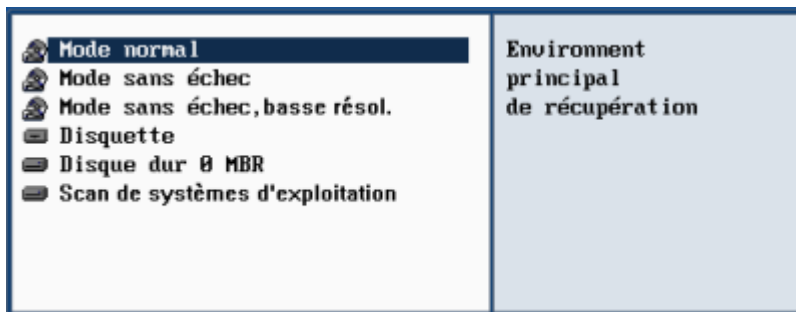 Mode normal
Mode sans échec
Mode sans échec,basse résol.
Disquette
Disque dur 0 MBR
Scan de systèmes d'exploitation
Environnent
principal
de récupération